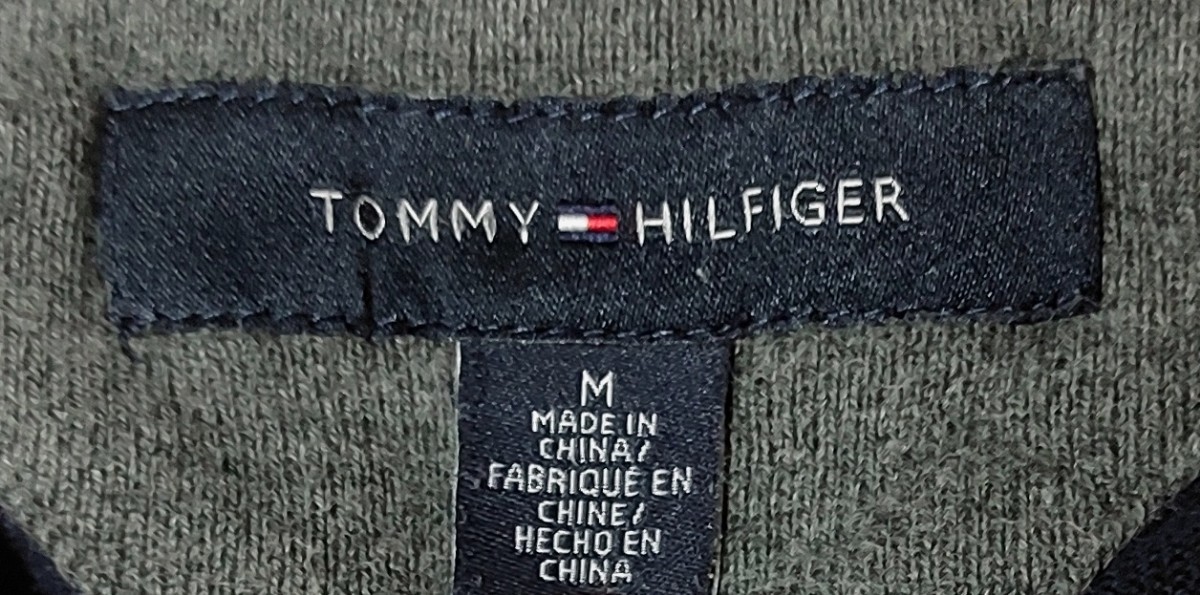 TOMMY HILFIGER
M
MADE IN
CHINA/
FABRIQUÉ EN
CHINE/
HECHO EN
CHINA